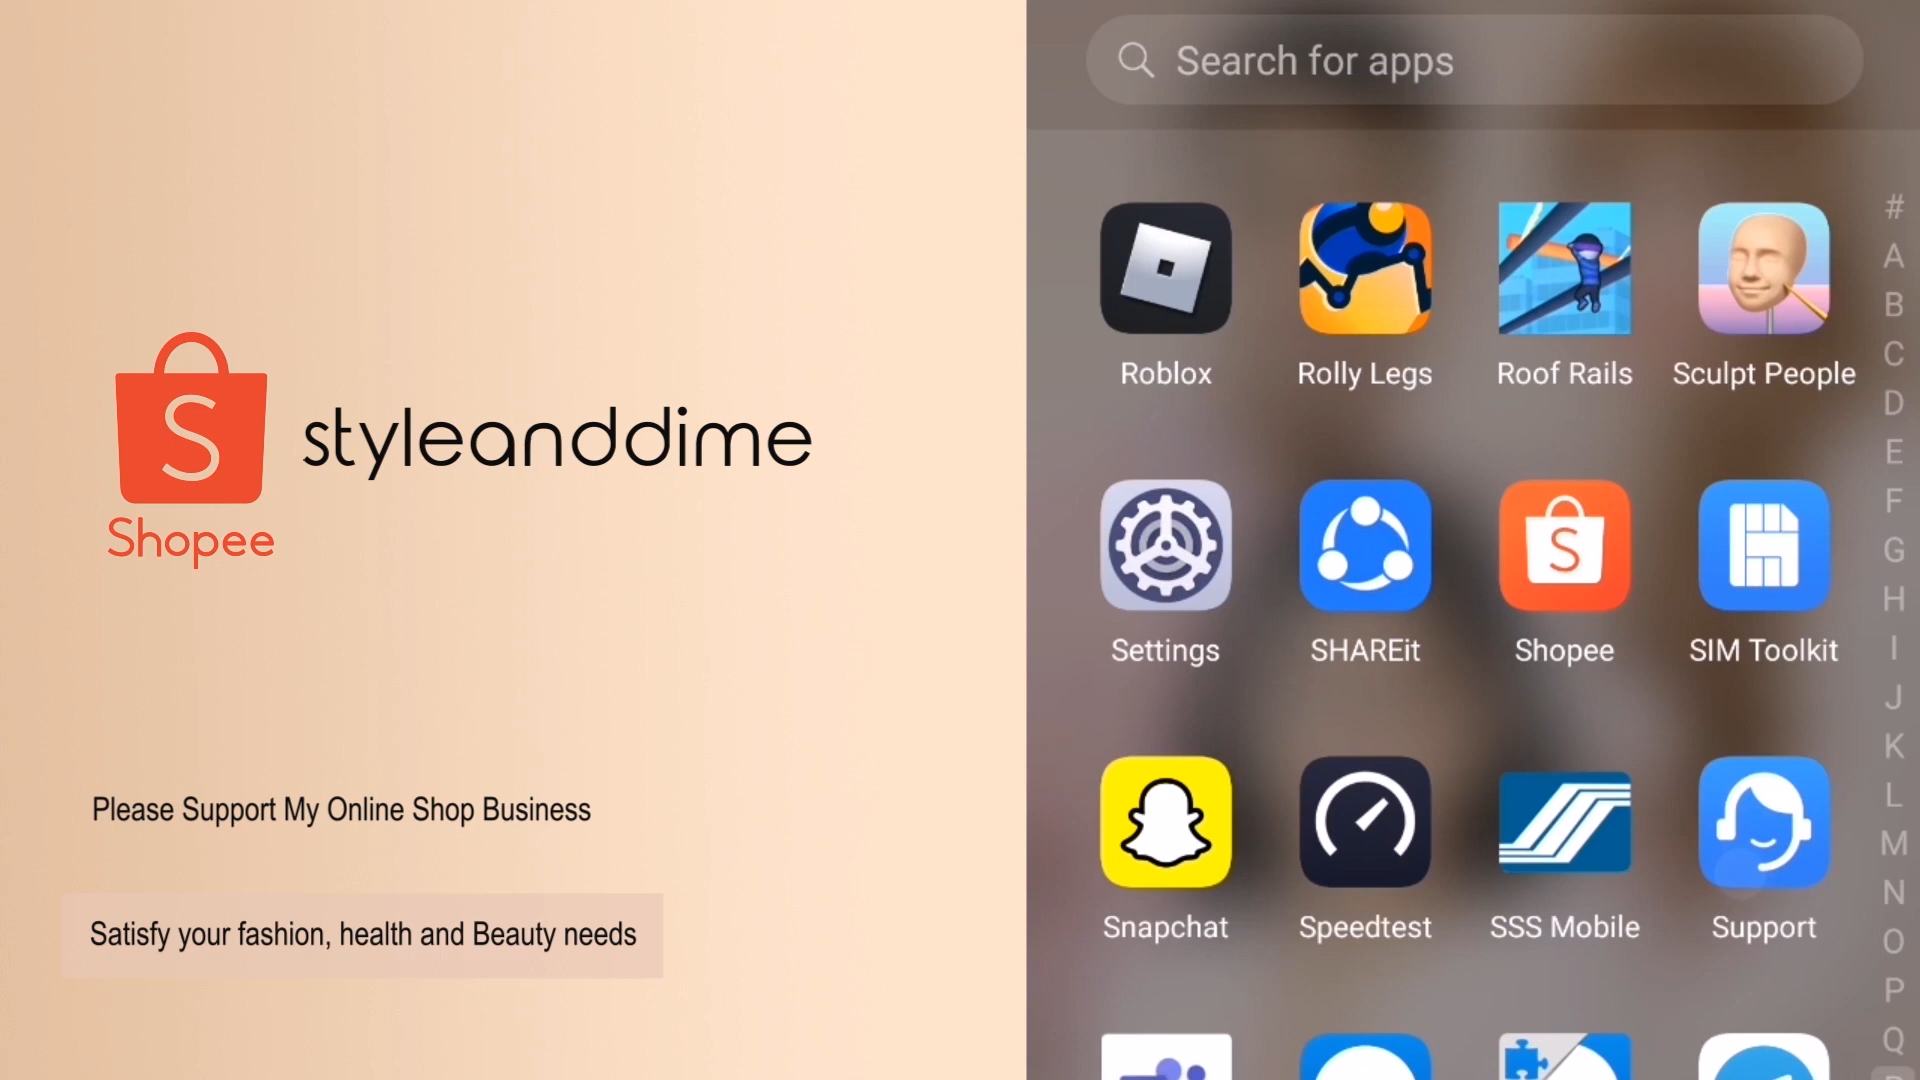 styleanddime
Shopee
Please Support My Online Shop Business
Satisfy your fashion, health and Beauty needs
Search for apps
Roblox
Rolly Legs
Roof Rails
Sculpt People
Settings
SHAREit
Shopee
SIM Toolkit
Snapchat
Speedtest
SSS Mobile
Support
#
A
B
C
D
E
F
G
H
I
J
K
L
M
N
O
P
Q